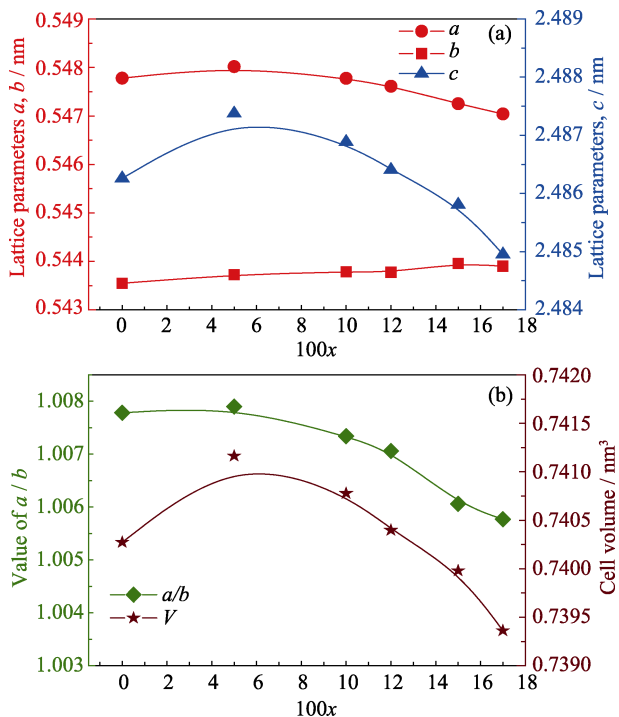 (a)
a
b
c
Lattice parameters a, b / nm
0.549
0.548
0.547
0.546
0.545
0.544
0.543
Lattice parameters, c / nm
2.489
2.488
2.487
2.486
2.485
2.484
0 2 4 6 8 10 12 14 16 18
100x
(b)
a/b
V
Value of a / b
1.008
1.007
1.006
1.005
1.004
1.003
Cell volume / nm³
0.7420
0.7415
0.7410
0.7405
0.7400
0.7395
0.7390
0 2 4 6 8 10 12 14 16 18
100x